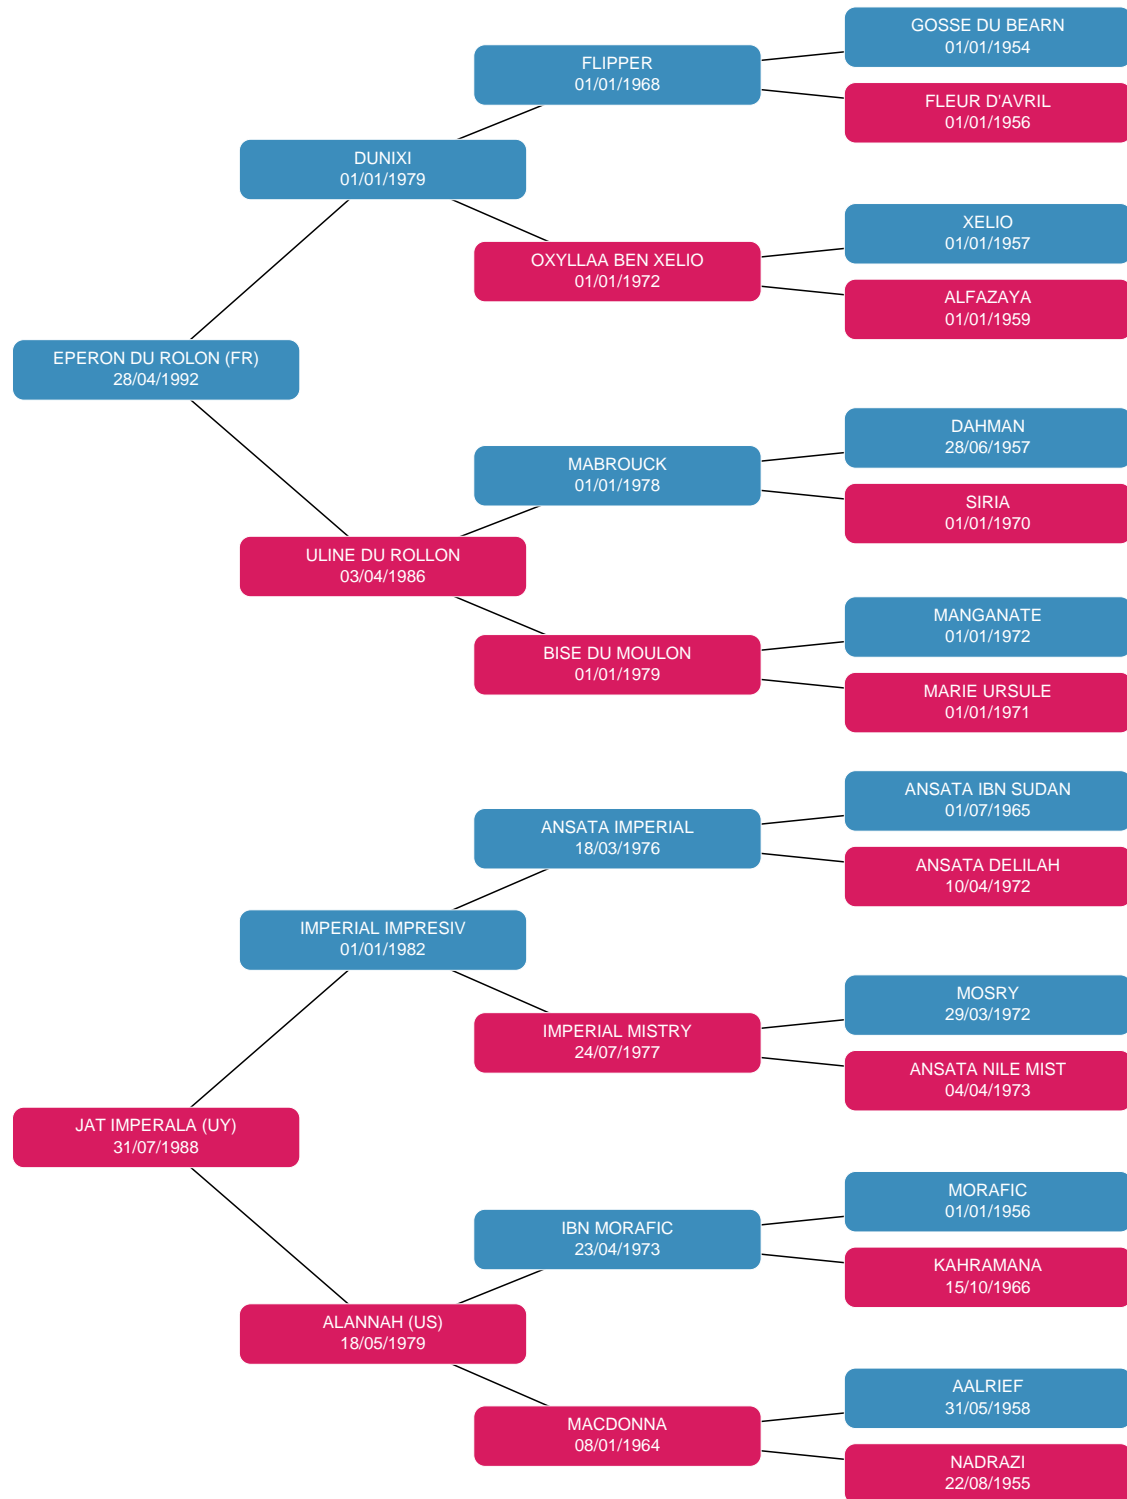 GOSSE DU BEARN
01/01/1954
FLIPPER
01/01/1968
FLEUR D'AVRIL
01/01/1956
DUNIXI
01/01/1979
XELIO
01/01/1957
OXYLLAA BEN XELIO
01/01/1972
ALFAZAYA
01/01/1959
EPERON DU ROLON (FR)
28/04/1992
DAHMAN
28/06/1957
MABROUCK
01/01/1978
SIRIA
01/01/1970
ULINE DU ROLLON
03/04/1986
MANGANATE
01/01/1972
BISE DU MOULON
01/01/1979
MARIE URSULE
01/01/1971
ANSATA IBN SUDAN
01/07/1965
ANSATA IMPERIAL
18/03/1976
ANSATA DELILAH
10/04/1972
IMPERIAL IMPRESIV
01/01/1982
MOSRY
29/03/1972
IMPERIAL MISTRY
24/07/1977
ANSATA NILE MIST
04/04/1973
JAT IMPERALA (UY)
31/07/1988
MORAFIC
01/01/1956
IBN MORAFIC
23/04/1973
KAHRAMANA
15/10/1966
ALANNAH (US)
18/05/1979
AALRIEF
31/05/1958
MACDONNA
08/01/1964
NADRAZI
22/08/1955